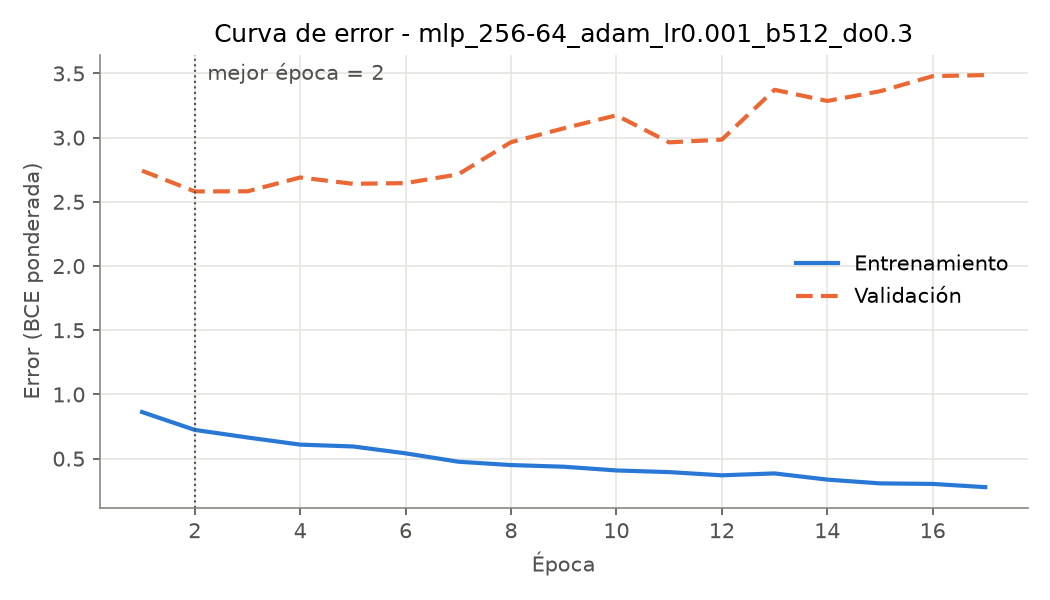 Curva de error - mlp_256-64_adam_lr0.001_b512_do0.3
mejor época = 2
3.5
3.0
2.5
2.0
1.5
1.0
0.5
Error (BCE ponderada)
Entrenamiento
Validación
2 4 6 8 10 12 14 16
Época